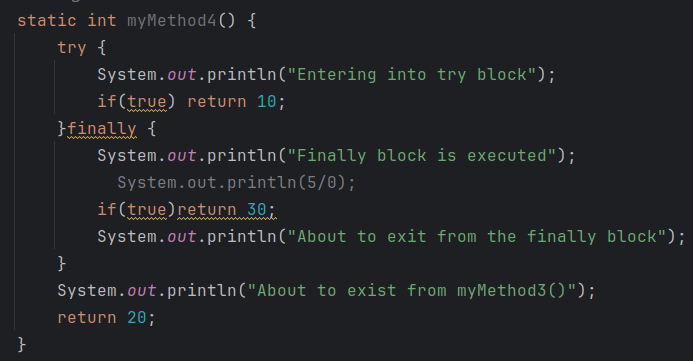 static int myMethod4() {
try {
System.out.println("Entering into try block");
if(true) return 10;
}finally {
System.out.println("Finally block is executed");
System.out.println(5/0);
if(true)return 30;
System.out.println("About to exit from the finally block");
}
System.out.println("About to exist from myMethod3()");
return 20;
}